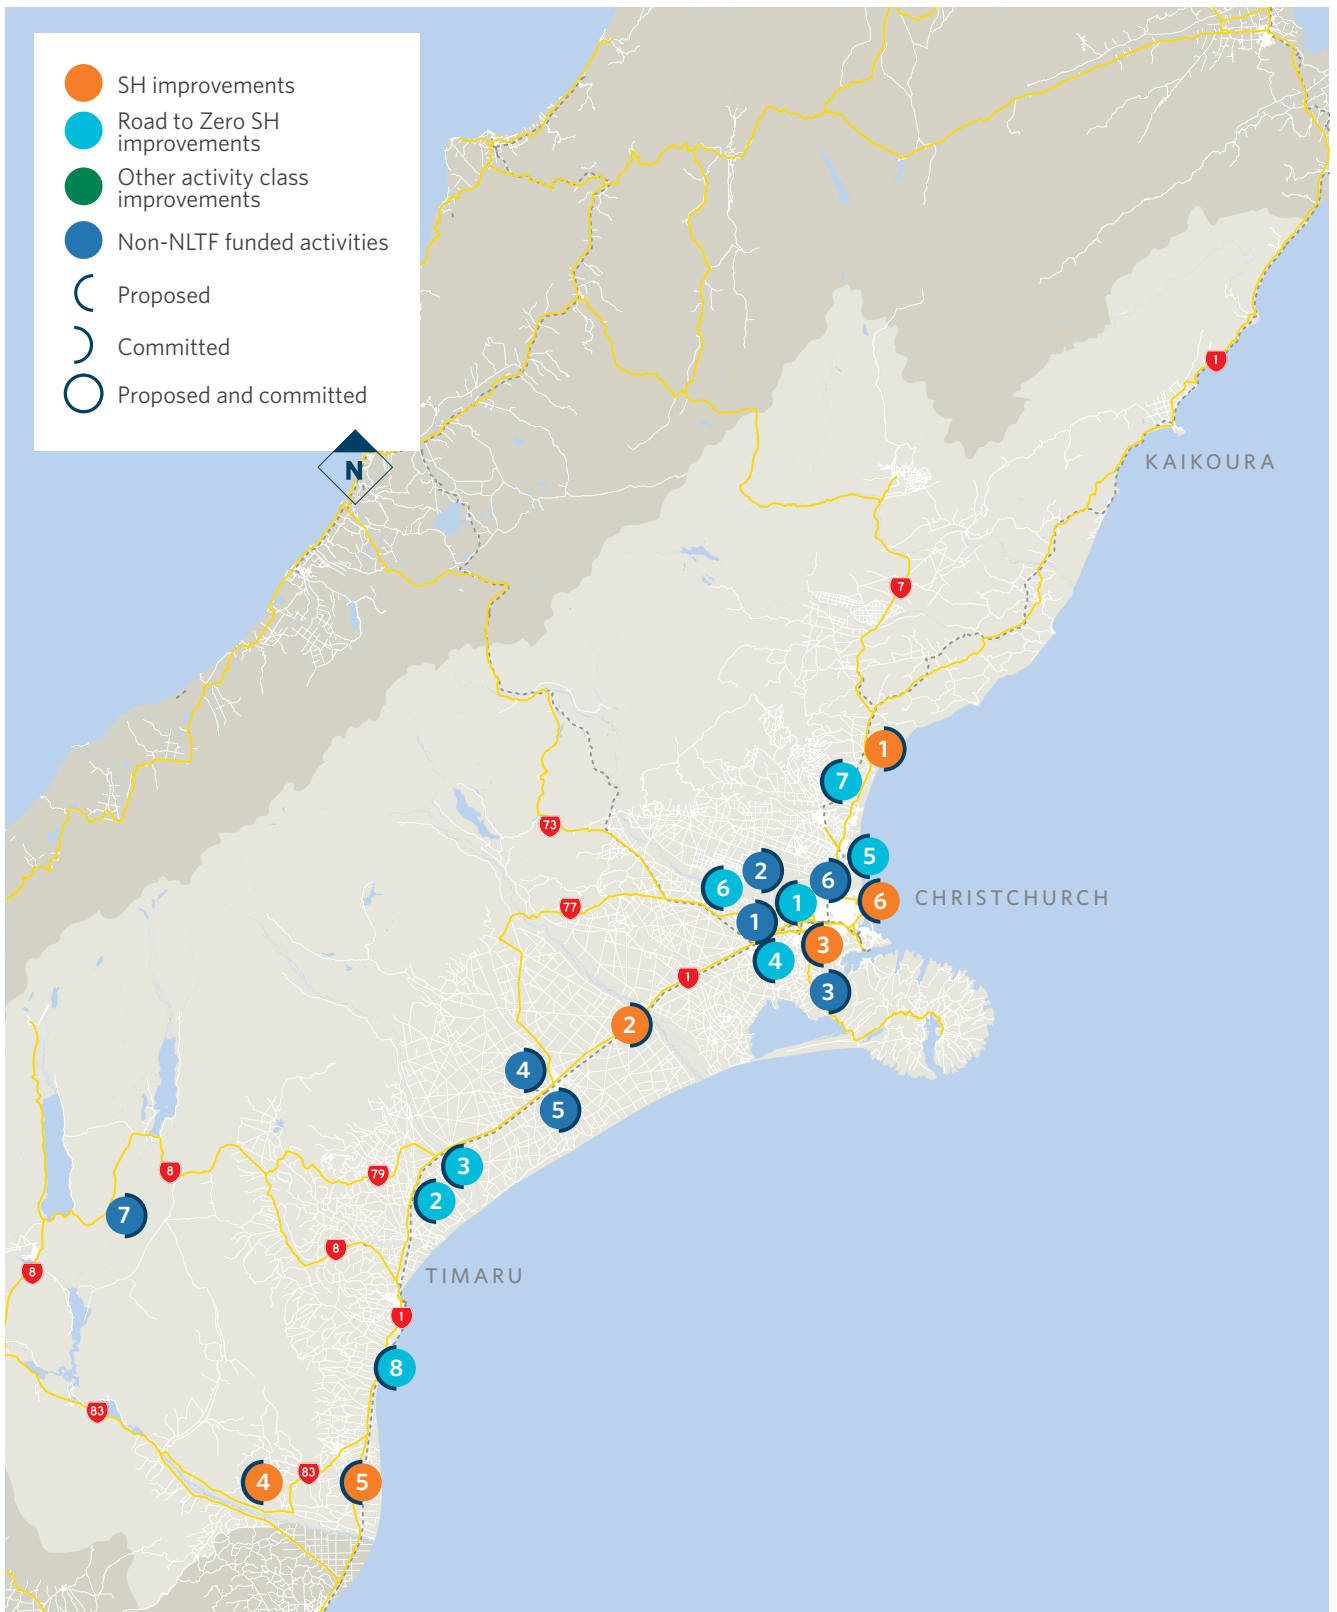 SH improvements
Road to Zero SH
improvements
Other activity class
improvements
Non-NLTF funded activities
Proposed
Committed
Proposed and committed
N
1
KAIKOURA
7
1
7
73
5
2
6
6
1
6
CHRISTCHURCH
77
1
3
4
1
3
2
4
5
3
8
79
2
7
8
8
TIMARU
1
8
83
83
4
5